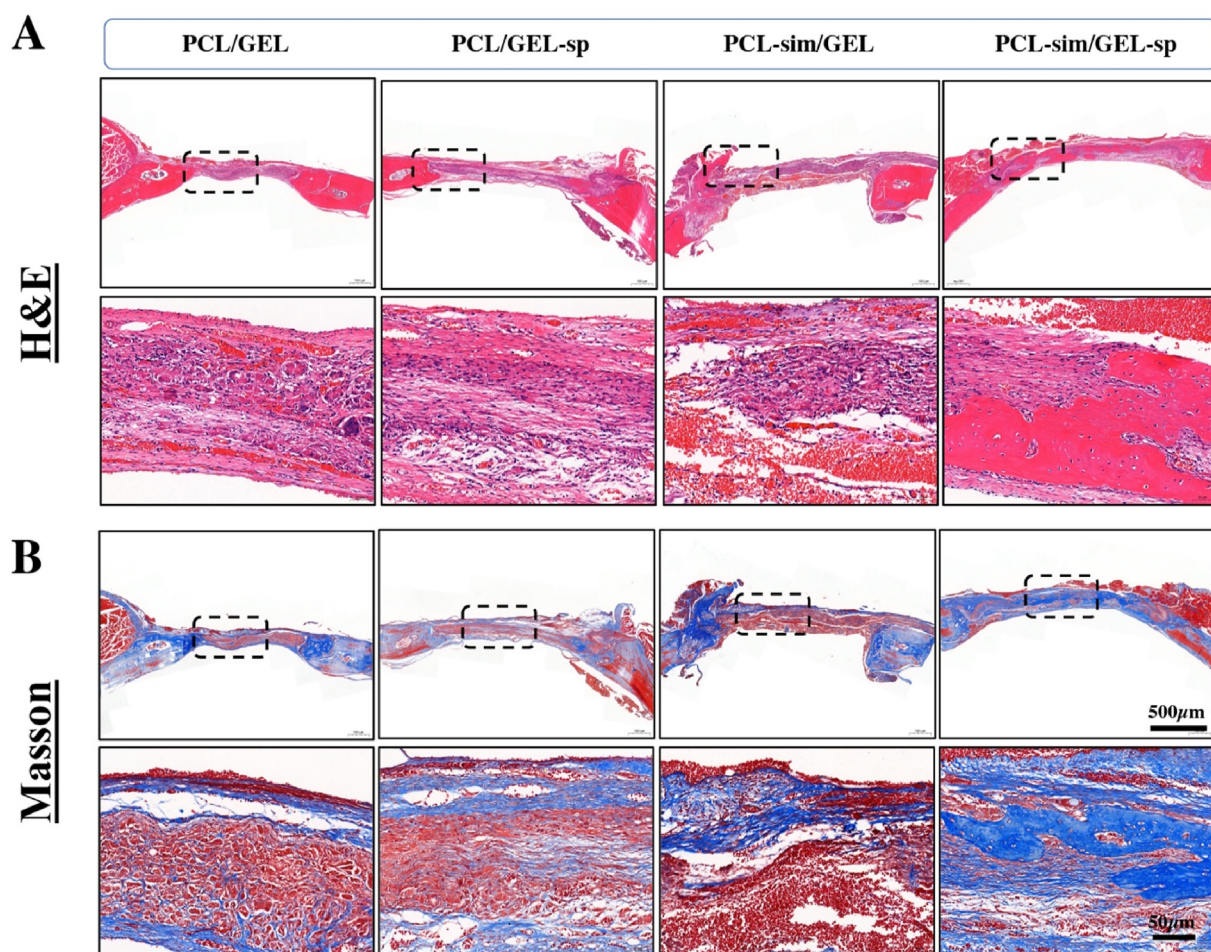 A
PCL/GEL
PCL/GEL-sp
PCL-sim/GEL
PCL-sim/GEL-sp
H&E
B
Masson
500μm
50μm